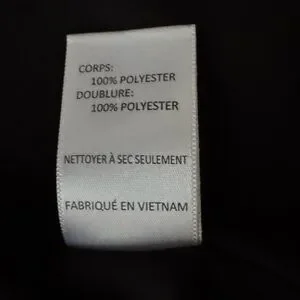 CORPS:
100% POLYESTER
DOUBLURE:
100% POLYESTER
NETTOYER À SEC SEULEMENT
FABRIQUÉ EN VIETNAM